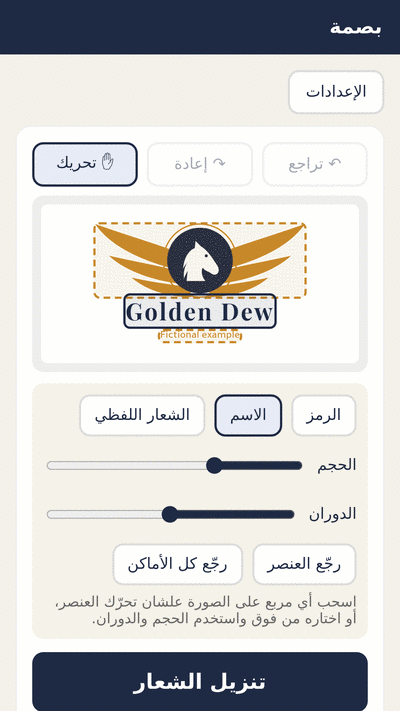 بصمة
الإعدادات
↶ تراجع
↷ إعادة
✋ تحريك
Golden Dew
Fictional example
الرمز
الاسم
الشعار اللفظي
الحجم
الدوران
رجّع العنصر
رجّع كل الأماكن
اسحب أي مربع على الصورة علشان تحرّك العنصر،
أو اختاره من فوق واستخدم الحجم والدوران.
تنزيل الشعار